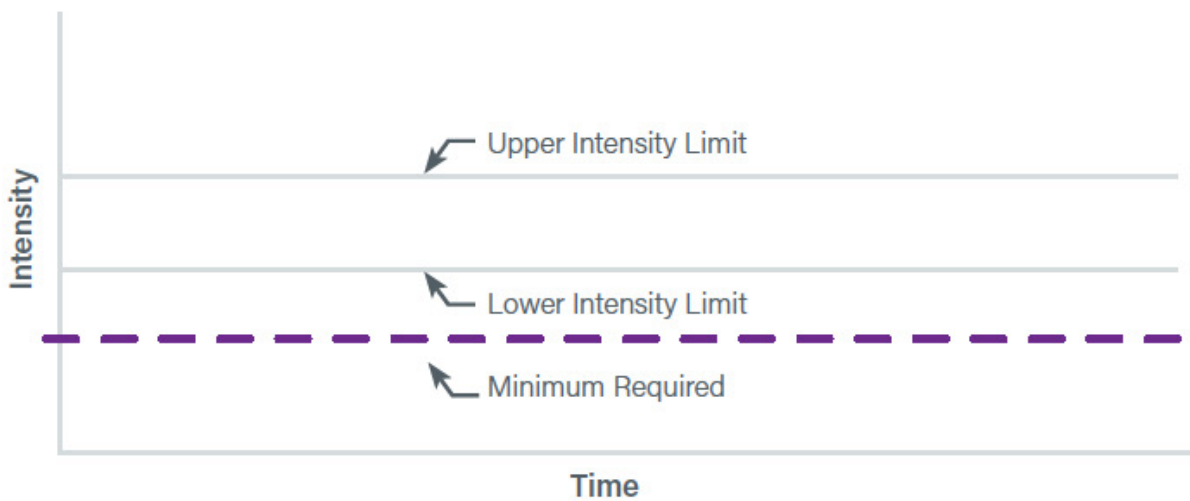 Upper Intensity Limit
Intensity
Lower Intensity Limit
Minimum Required
Time